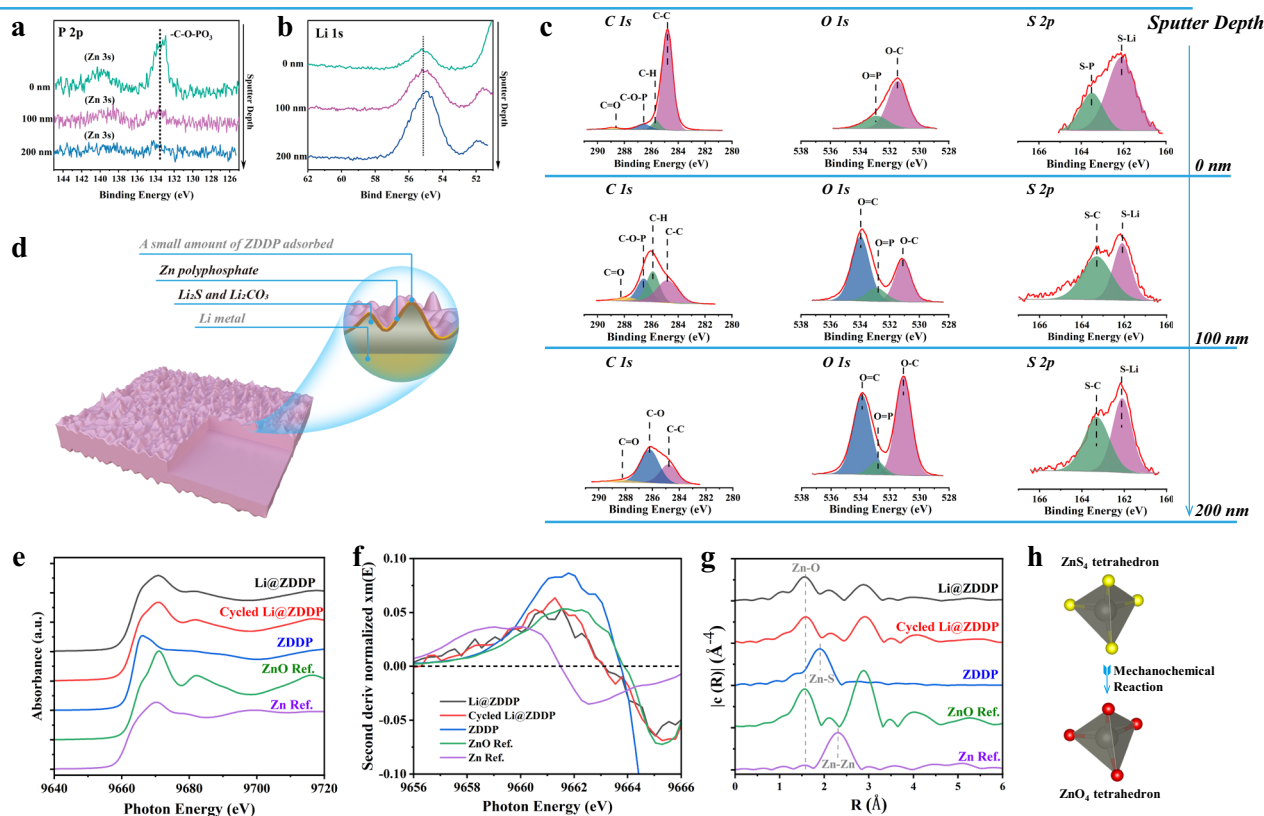 a
P 2p
-C-O-PO₃
(Zn 3s)
0 nm
(Zn 3s)
100 nm
(Zn 3s)
200 nm
Sputter Depth
144 142 140 138 136 134 132 130 128 126
Binding Energy (eV)
b
Li 1s
0 nm
100 nm
200 nm
Sputter Depth
62 60 58 56 54 52
Bind Energy (eV)
c
Sputter Depth
C 1s
C-C
C-H
C-O-P
C=O
290 288 286 284 282 280
Binding Energy (eV)
O 1s
O-C
O=P
538 536 534 532 530 528
Binding Energy (eV)
S 2p
S-Li
S-P
166 164 162 160
Binding Energy (eV)
0 nm
C 1s
C-H
C-O-P
C-C
C=O
290 288 286 284 282 280
Binding Energy (eV)
O 1s
O=C
O=P
O-C
538 536 534 532 530 528
Binding Energy (eV)
S 2p
S-C
S-Li
166 164 162 160
Binding Energy (eV)
100 nm
C 1s
C-O
C=O
C-C
290 288 286 284 282 280
Binding Energy (eV)
O 1s
O=C
O=P
O-C
538 536 534 532 530 528
Binding Energy (eV)
S 2p
S-C
S-Li
166 164 162 160
Binding Energy (eV)
200 nm
d
A small amount of ZDDP adsorbed
Zn polyphosphate
Li₂S and Li₂CO₃
Li metal
e
Absorbance (a.u.)
Li@ZDDP
Cycled Li@ZDDP
ZDDP
ZnO Ref.
Zn Ref.
9640 9660 9680 9700 9720
Photon Energy (eV)
f
Second deriv normalized xm(E)
0.10
0.05
0.00
-0.05
-0.10
Li@ZDDP
Cycled Li@ZDDP
ZDDP
ZnO Ref.
Zn Ref.
9656 9658 9660 9662 9664 9666
Photon Energy (eV)
g
|c (R)| (Å⁻⁴)
Zn-O
Li@ZDDP
Cycled Li@ZDDP
ZDDP
Zn-S
ZnO Ref.
Zn Ref.
Zn-Zn
0 1 2 3 4 5 6
R (Å)
h
ZnS₄ tetrahedron
Mechanochemical
Reaction
ZnO₄ tetrahedron